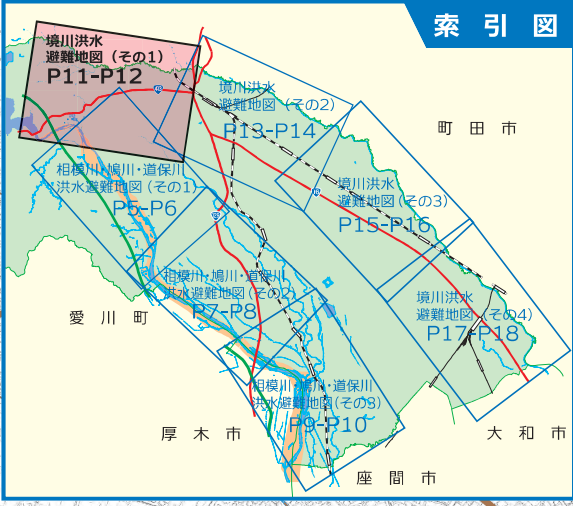 索引図
境川洪水
避難地図（その1）
P11-P12
境川洪水
避難地図（その2）
P13-P14
町田市
相模川・鳩川・道保川
洪水避難地図（その1）
P5-P6
境川洪水
避難地図（その3）
P15-P16
相模川・鳩川・道保川
洪水避難地図（その2）
P7-P8
境川洪水
避難地図（その4）
P17-P18
愛川町
相模川・鳩川・道保川
洪水避難地図（その3）
P9-P10
厚木市
大和市
座間市